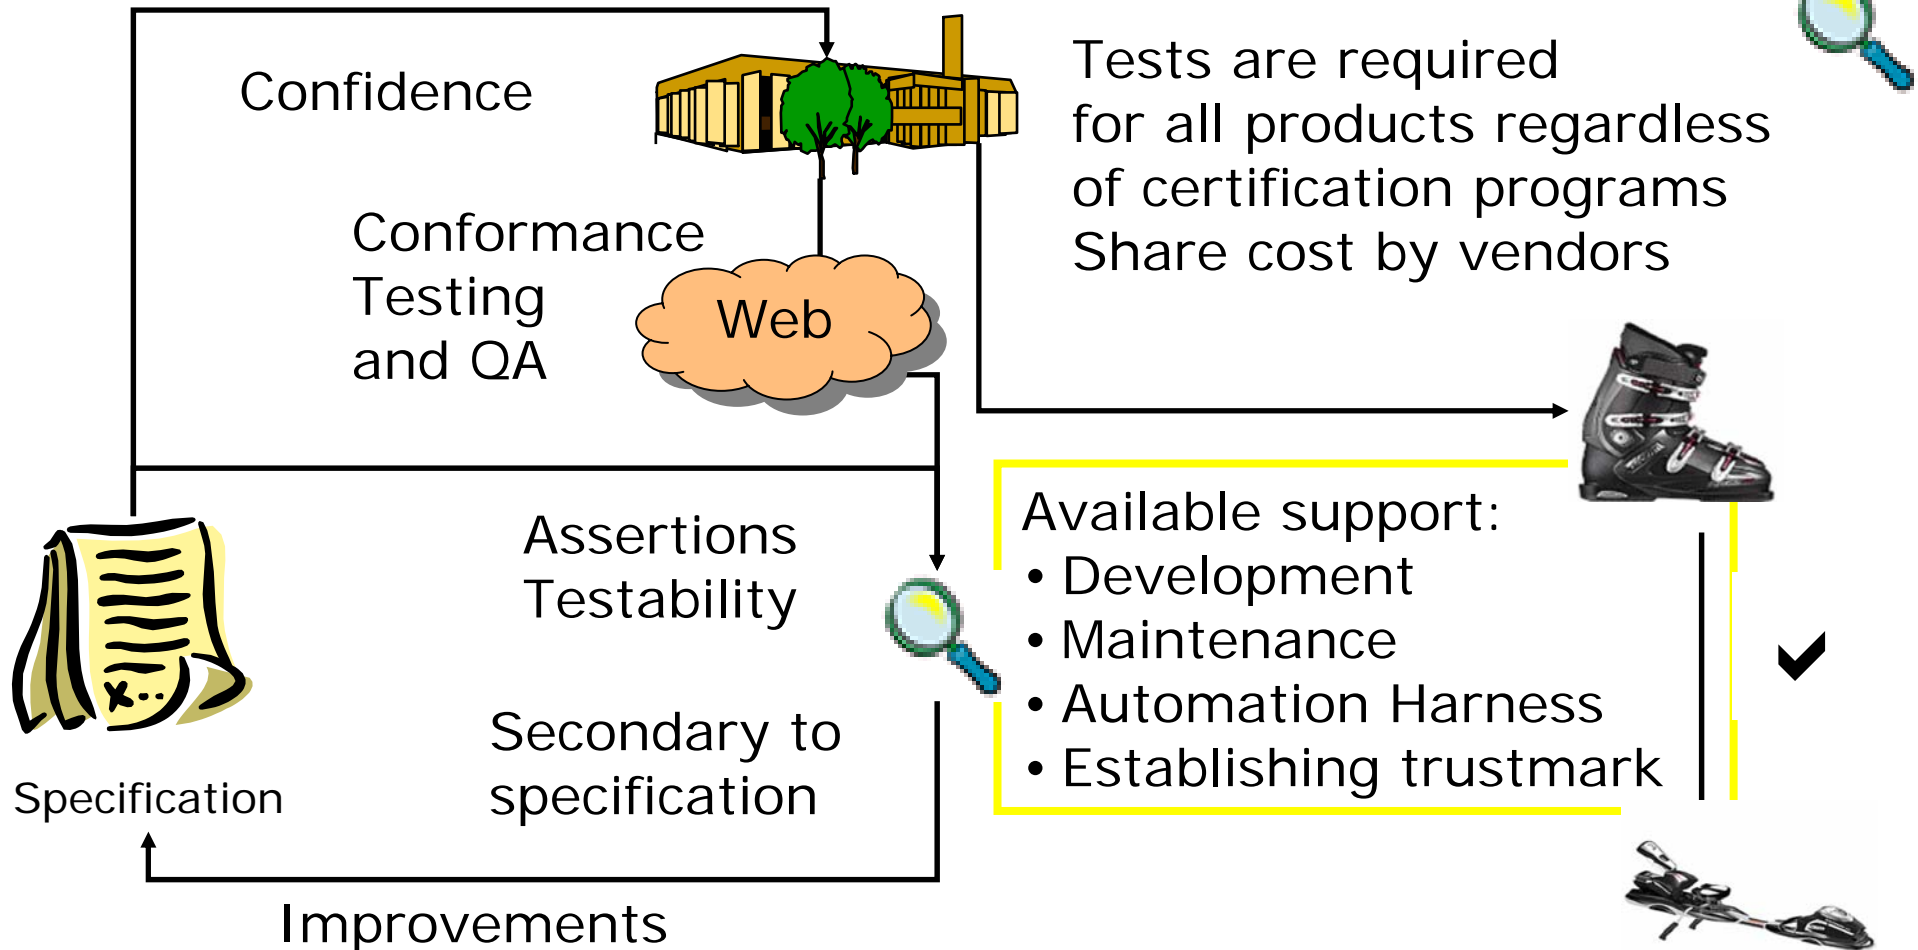 Confidence
Tests are required
for all products regardless
of certification programs
Share cost by vendors
Conformance
Testing
and QA
Web
Assertions
Testability
Available support:
• Development
• Maintenance
• Automation Harness
• Establishing trustmark
Secondary to
specification
Specification
Improvements